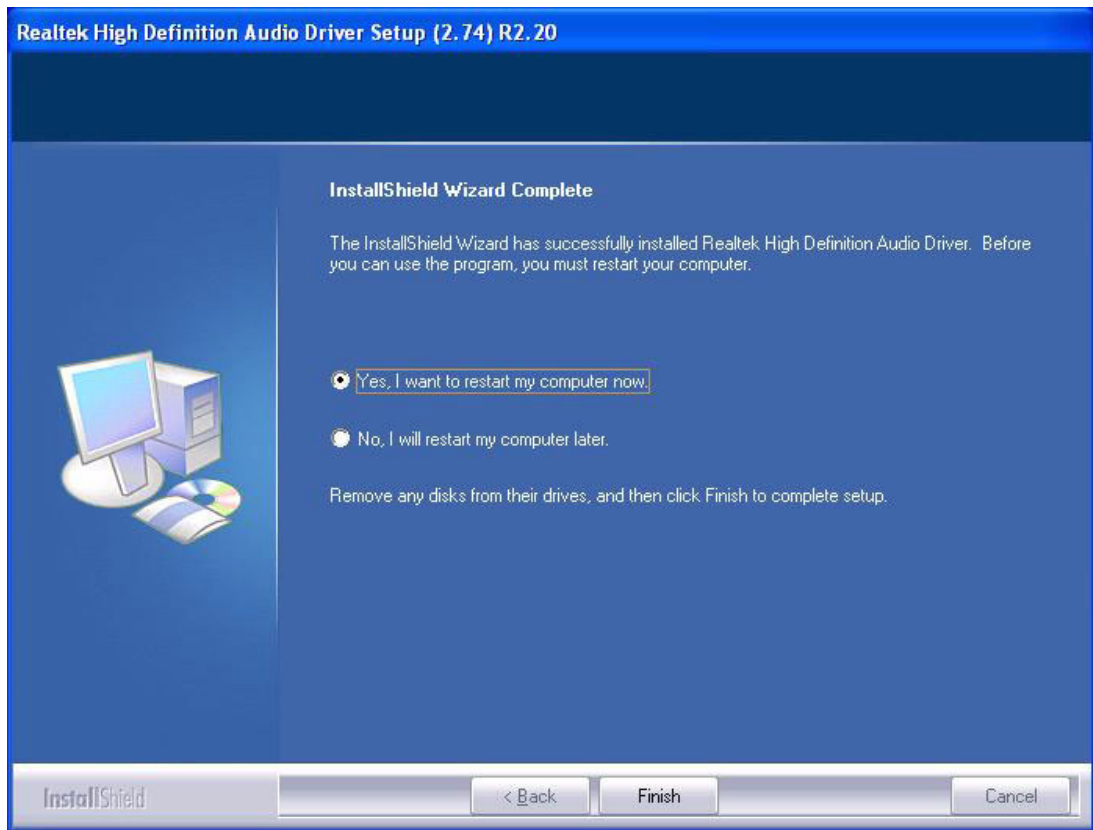 Realtek High Definition Audio Driver Setup (2.74) R2.20
InstallShield Wizard Complete
The InstallShield Wizard has successfully installed Realtek High Definition Audio Driver. Before
you can use the program, you must restart your computer.
Yes, I want to restart my computer now.
No, I will restart my computer later.
Remove any disks from their drives, and then click Finish to complete setup.
InstallShield
< Back
Finish
Cancel